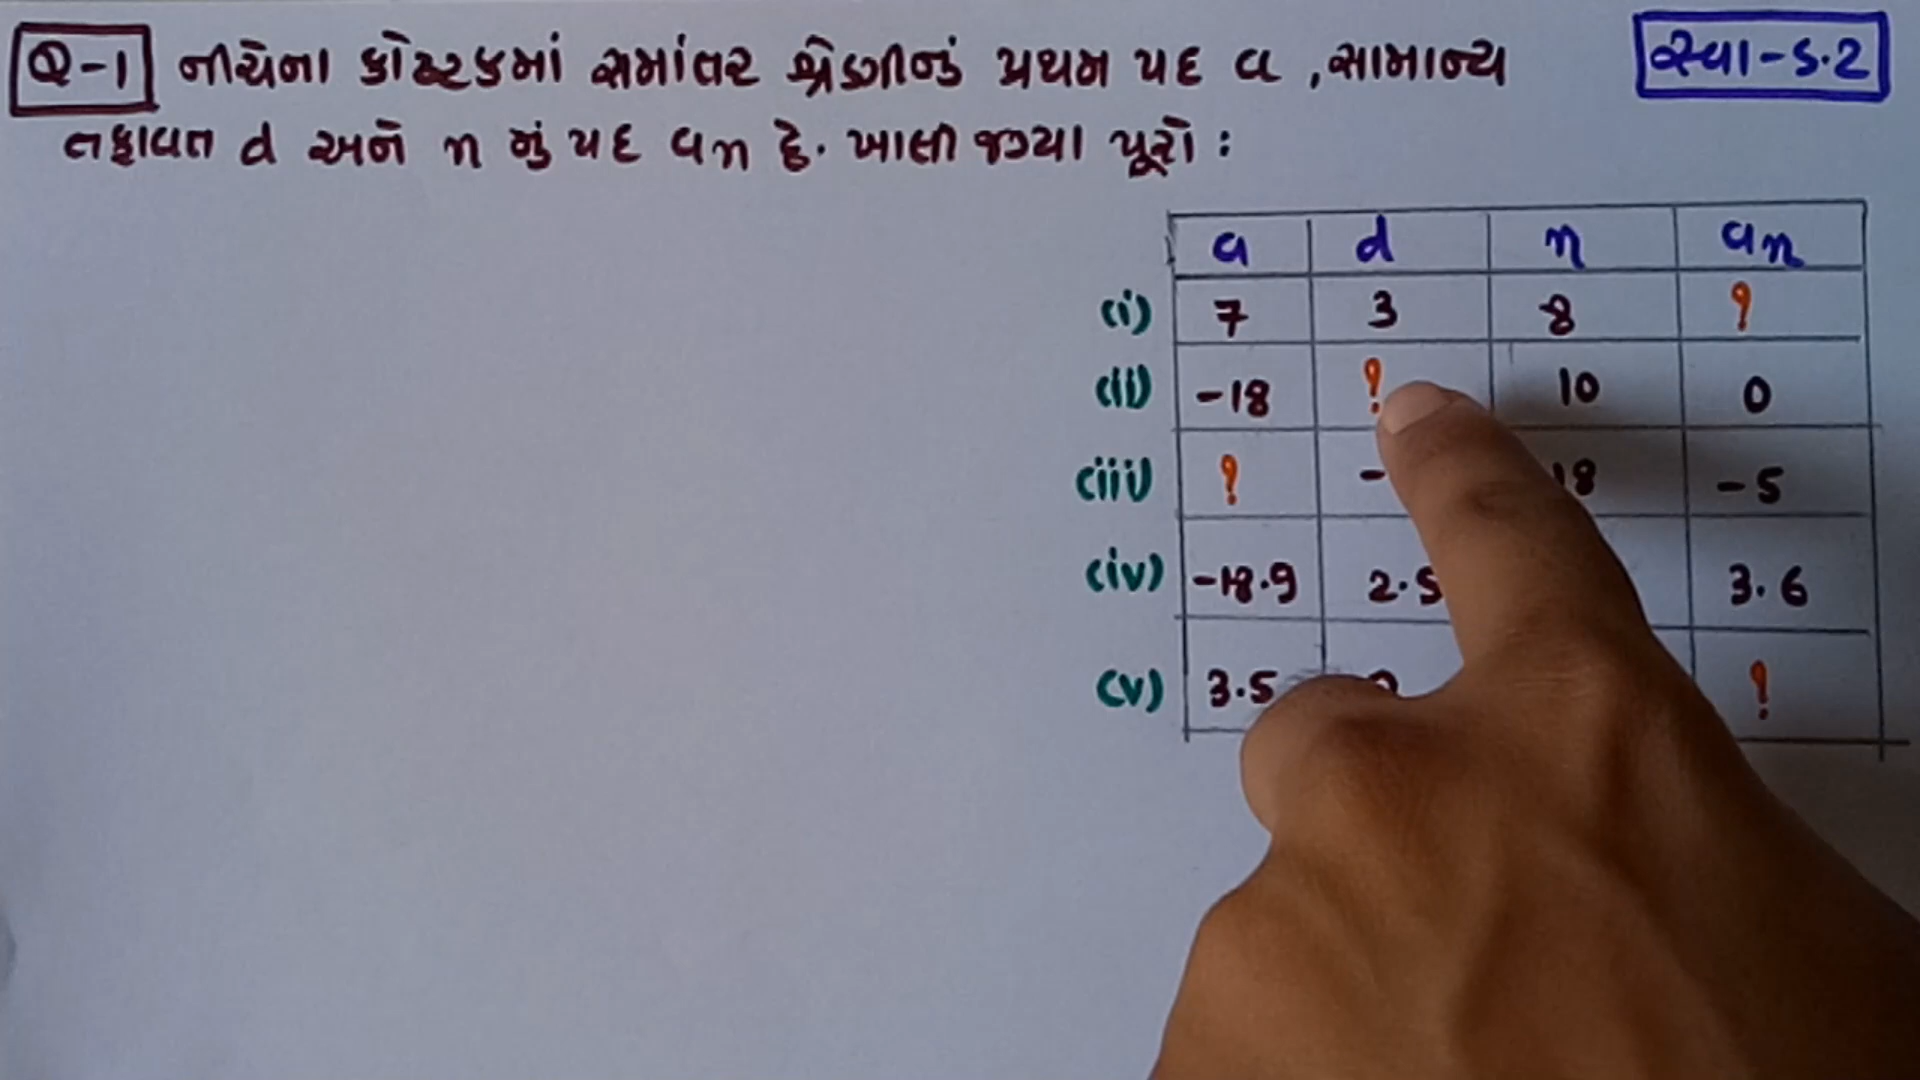 Q-1 નીચેના કોષ્ટકમાં સમાંતર શ્રેણીનું પ્રથમ પદ a , સામાન્ય
સ્વા-5.2
તફાવત d અને n નું પદ an છે. ખાલી જગ્યા પૂરો :
a d n an
(i) 7 3 8 ?
(ii) -18 ? 10 0
(iii) ? - 18 -5
(iv) -18.9 2.5 3.6
(v) 3.5 ?